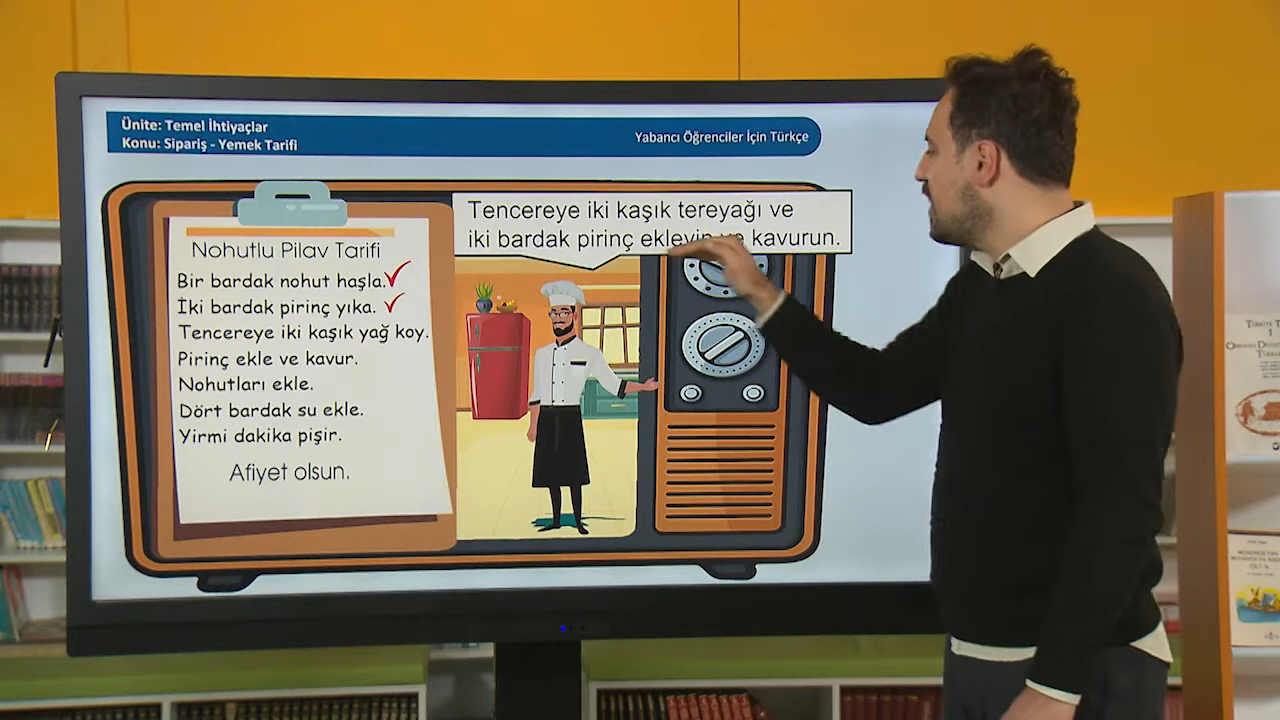 Ünite: Temel İhtiyaçlar
Konu: Sipariş - Yemek Tarifi
Yabancı Öğrenciler İçin Türkçe
Tencereye iki kaşık tereyağı ve
iki bardak pirinç ekleyin ve kavurun.
Nohutlu Pilav Tarifi
Bir bardak nohut haşla.
İki bardak pirinç yıka.
Tencereye iki kaşık yağ koy.
Pirinç ekle ve kavur.
Nohutları ekle.
Dört bardak su ekle.
Yirmi dakika pişir.
Afiyet olsun.